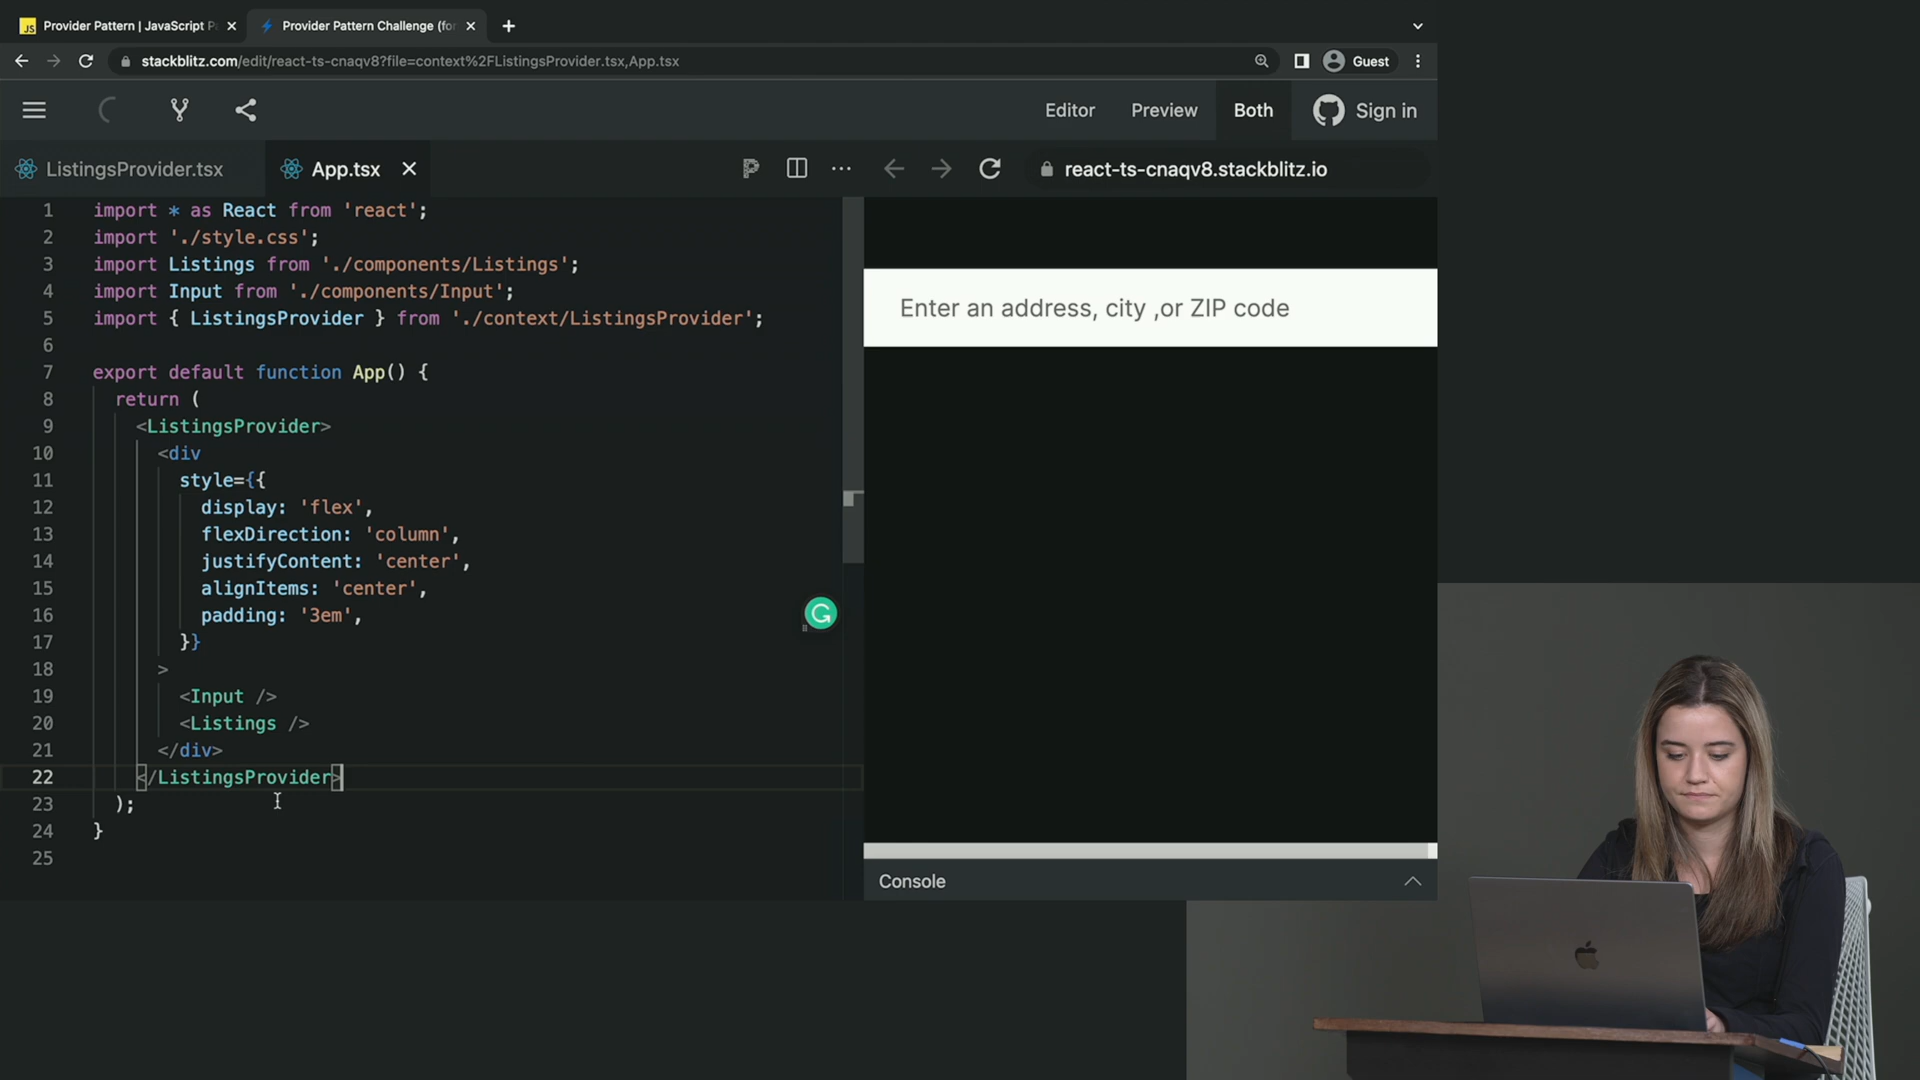 Provider Pattern | JavaScript P
Provider Pattern Challenge (for
stackblitz.com/edit/react-ts-cnaqv8?file=context%2FListingsProvider.tsx,App.tsx
Guest
Editor
Preview
Both
Sign in
ListingsProvider.tsx
App.tsx
react-ts-cnaqv8.stackblitz.io
1 import * as React from 'react';
2 import './style.css';
3 import Listings from './components/Listings';
4 import Input from './components/Input';
5 import { ListingsProvider } from './context/ListingsProvider';
6
7 export default function App() {
8 return (
9 <ListingsProvider>
10 <div
11 style={{
12 display: 'flex',
13 flexDirection: 'column',
14 justifyContent: 'center',
15 alignItems: 'center',
16 padding: '3em',
17 }}
18 >
19 <Input />
20 <Listings />
21 </div>
22 </ListingsProvider>
23 );
24 }
25
Enter an address, city ,or ZIP code
Console